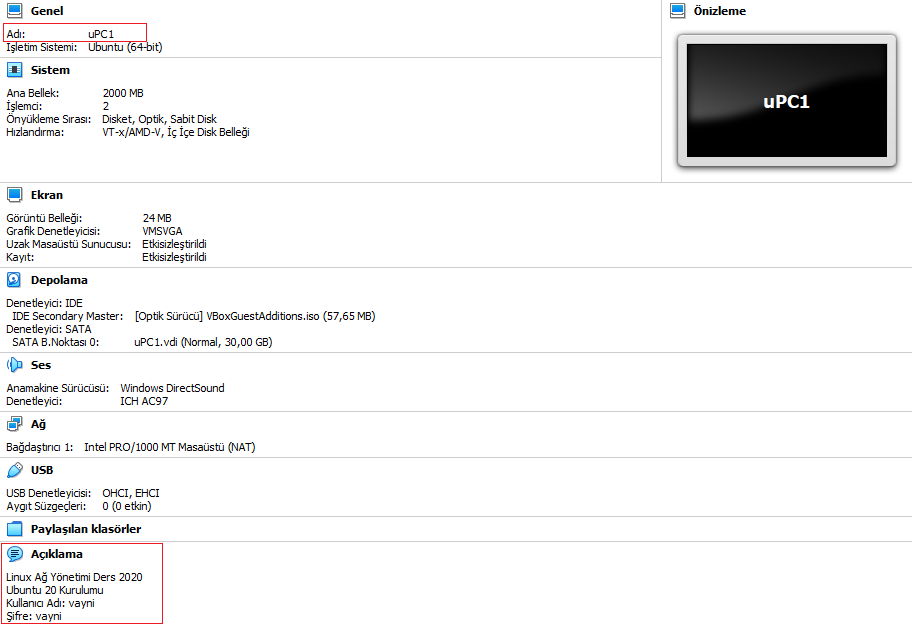 Genel
Adı: uPC1
İşletim Sistemi: Ubuntu (64-bit)
Önizleme
uPC1
Sistem
Ana Bellek: 2000 MB
İşlemci: 2
Önyükleme Sırası: Disket, Optik, Sabit Disk
Hızlandırma: VT-x/AMD-V, İç İçe Disk Belleği
Ekran
Görüntü Belleği: 24 MB
Grafik Denetleyicisi: VMSVGA
Uzak Masaüstü Sunucusu: Etkisizleştirildi
Kayıt: Etkisizleştirildi
Depolama
Denetleyici: IDE
IDE Secondary Master: [Optik Sürücü] VBoxGuestAdditions.iso (57,65 MB)
Denetleyici: SATA
SATA B.Noktası 0: uPC1.vdi (Normal, 30,00 GB)
Ses
Anamakine Sürücüsü: Windows DirectSound
Denetleyici: ICH AC97
Ağ
Bağdaştırıcı 1: Intel PRO/1000 MT Masaüstü (NAT)
USB
USB Denetleyicisi: OHCI, EHCI
Aygıt Süzgeçleri: 0 (0 etkin)
Paylaşılan klasörler
Açıklama
Linux Ağ Yönetimi Ders 2020
Ubuntu 20 Kurulumu
Kullanıcı Adı: vayni
Şifre: vayni